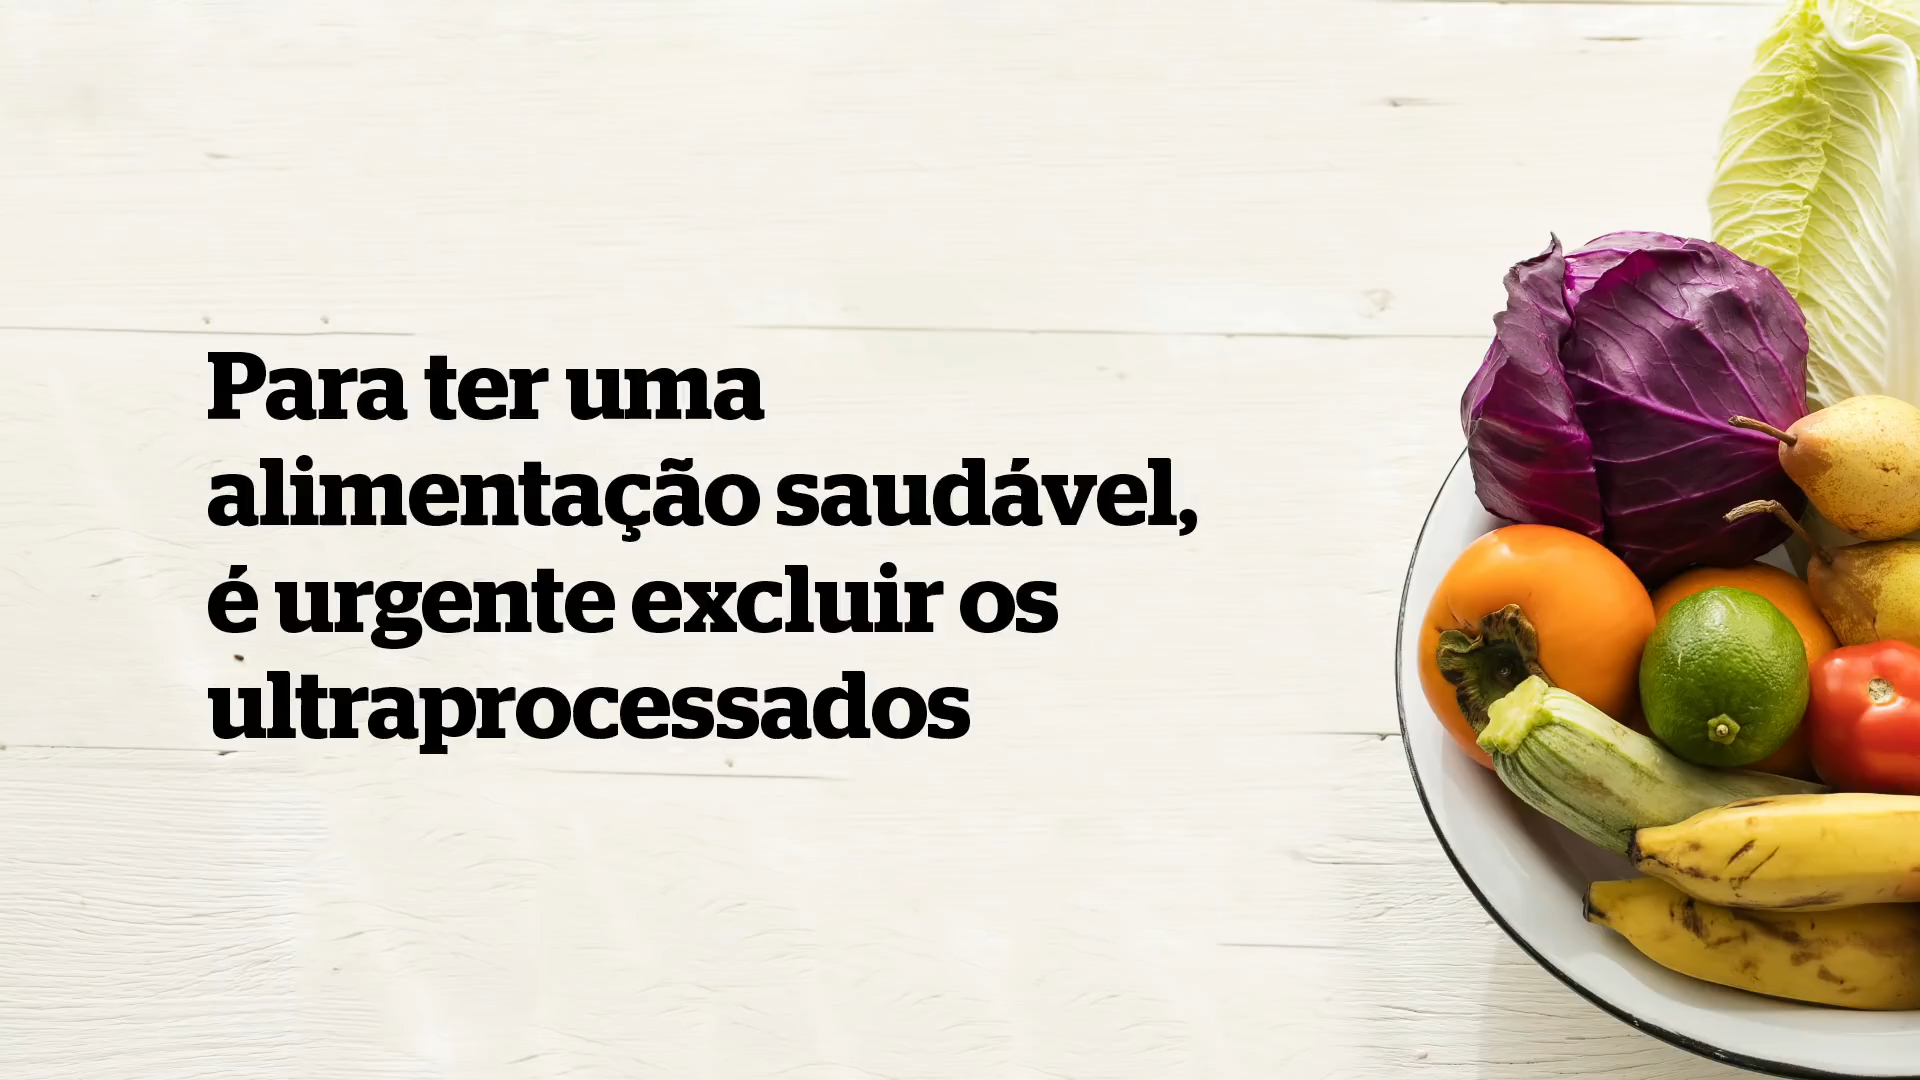 Para ter uma
alimentação saudável,
é urgente excluir os
ultraprocessados